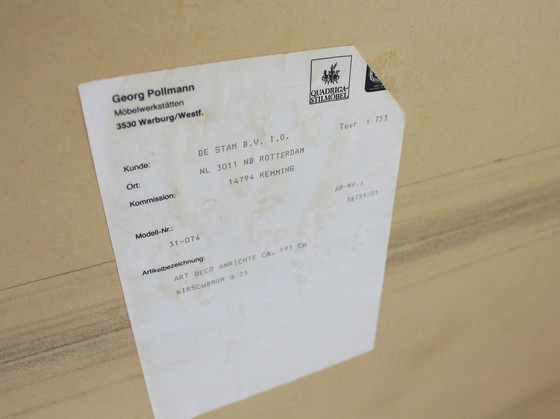 Georg Pollmann
Möbelwerkstätten
3530 Warburg/Westf.
QUADRIGA-
STILMÖBEL
Tour : 753
Kunde: DE STAM B.V. I.O.
Ort: NL 3011 NB ROTTERDAM
Kommission: 14794 KEMMING
AB-Nr.:
36759/01
Modell-Nr.:
31-074
Artikelbezeichnung:
ART DECO ANRICHTE CA. 193 CM
KIRSCHBAUM G 25